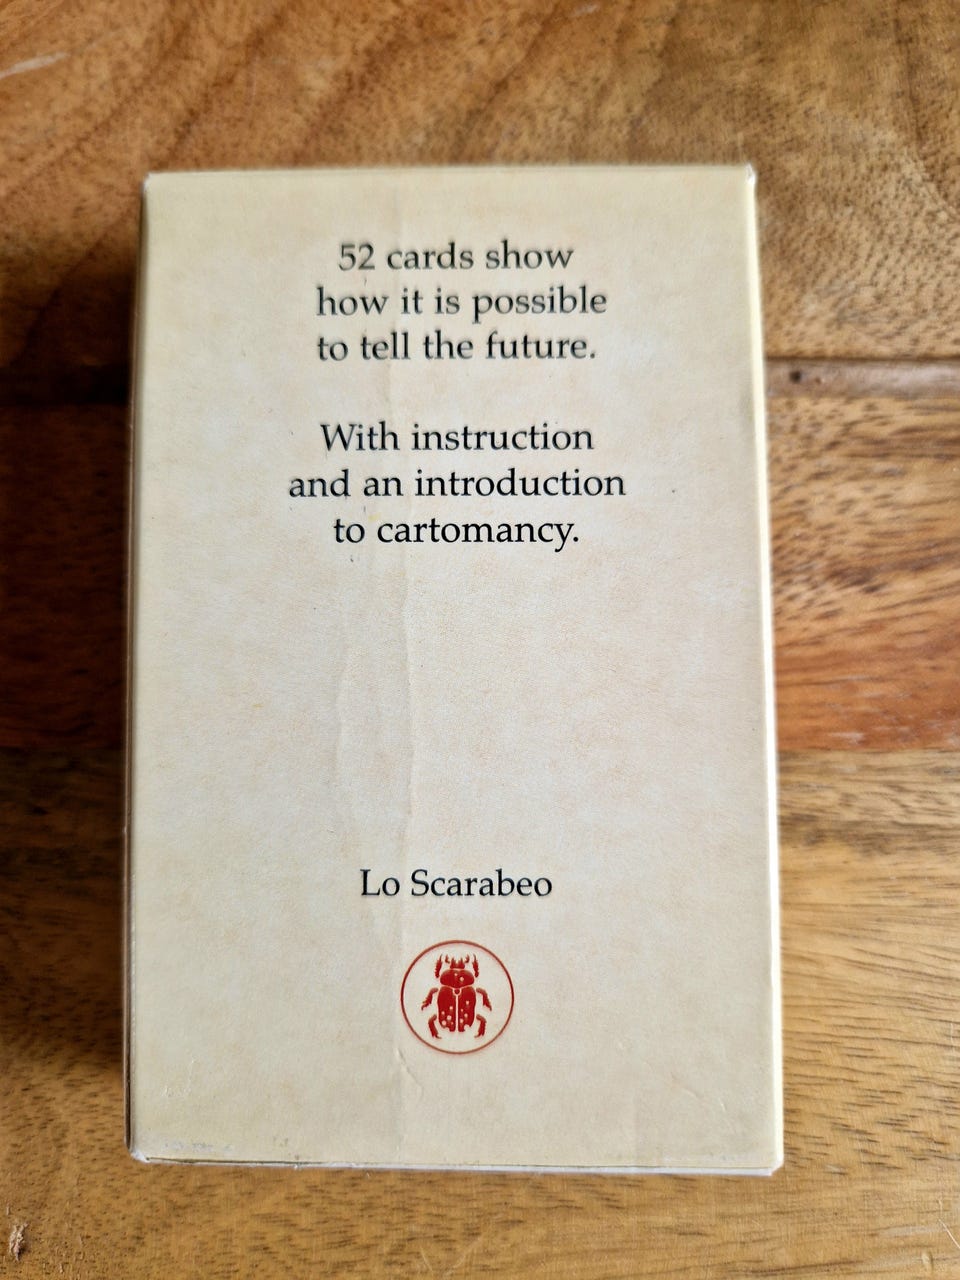 52 cards show
how it is possible
to tell the future.
With instruction
and an introduction
to cartomancy.
Lo Scarabeo